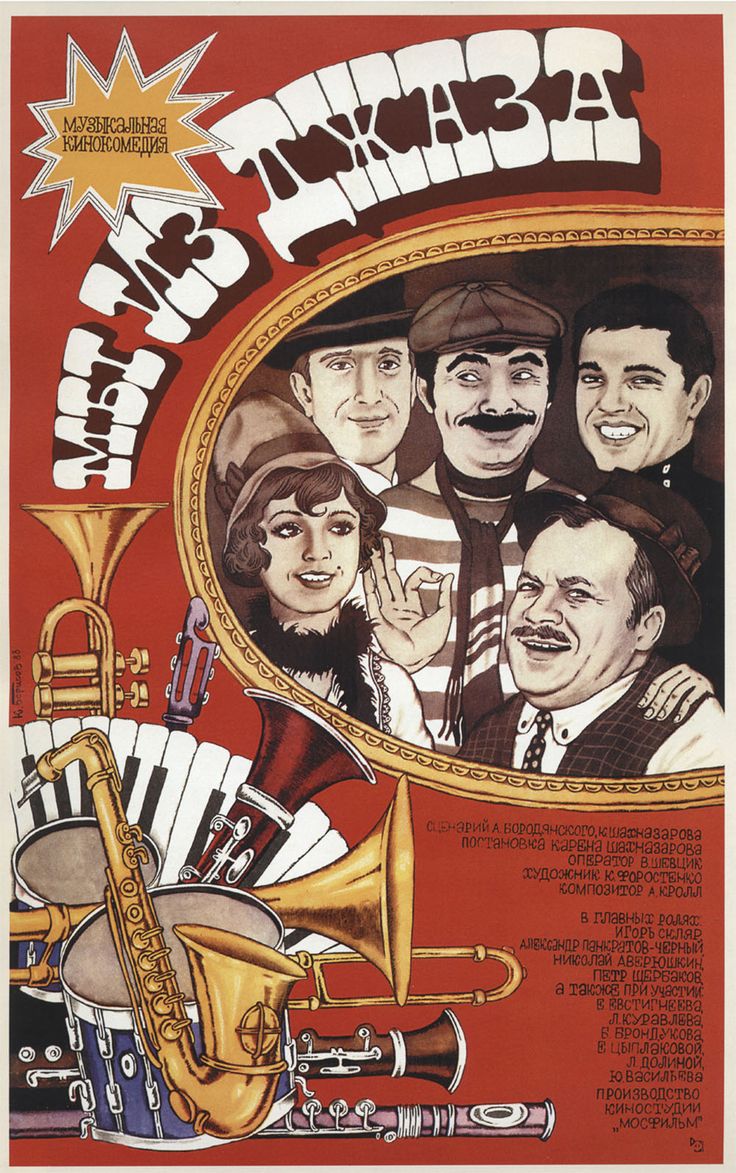 МУЗЫКАЛЬНАЯ
КИНОКОМЕДИЯ
МЫ ИЗ ДЖАЗА
К. Борисов 83
СЦЕНАРИЙ А. БОРОДЯНСКОГО, К. ШАХНАЗАРОВА
ПОСТАНОВКА КАРЕНА ШАХНАЗАРОВА
ОПЕРАТОР В. ШЕВЦИК
ХУДОЖНИК К. ФОРОСТЕНКО
КОМПОЗИТОР А. КРОЛЛ
В ГЛАВНЫХ РОЛЯХ:
ИГОРЬ СКЛЯР,
АЛЕКСАНДР ПАНКРАТОВ-ЧЕРНЫЙ,
НИКОЛАЙ АВЕРЮШКИН,
ПЕТР ЩЕРБАКОВ,
А ТАКЖЕ ПРИ УЧАСТИИ:
Е. ЕВСТИГНЕЕВА,
Л. КУРАВЛЕВА,
Б. БРОНДУКОВА,
Е. ЦЫПЛАКОВОЙ,
Л. ДОЛИНОЙ,
Ю. ВАСИЛЬЕВА
ПРОИЗВОДСТВО
КИНОСТУДИИ
„МОСФИЛЬМ"